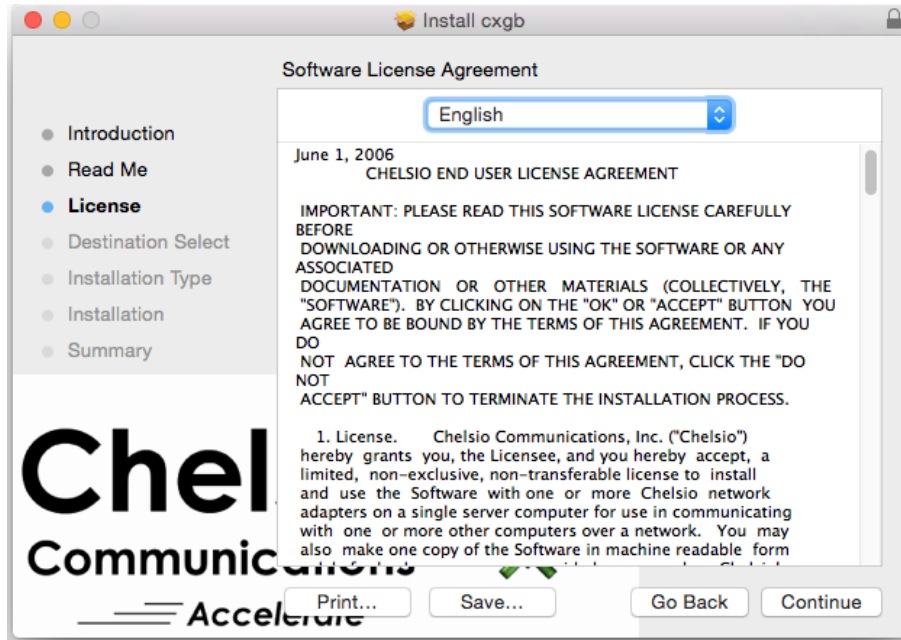 Install cxgb
Software License Agreement
English
Introduction
Read Me
License
Destination Select
Installation Type
Installation
Summary
June 1, 2006
CHELSIO END USER LICENSE AGREEMENT
IMPORTANT: PLEASE READ THIS SOFTWARE LICENSE CAREFULLY
BEFORE
DOWNLOADING OR OTHERWISE USING THE SOFTWARE OR ANY
ASSOCIATED
DOCUMENTATION OR OTHER MATERIALS (COLLECTIVELY, THE
"SOFTWARE"). BY CLICKING ON THE "OK" OR "ACCEPT" BUTTON YOU
AGREE TO BE BOUND BY THE TERMS OF THIS AGREEMENT. IF YOU
DO
NOT AGREE TO THE TERMS OF THIS AGREEMENT, CLICK THE "DO
NOT
ACCEPT" BUTTON TO TERMINATE THE INSTALLATION PROCESS.
1. License. Chelsio Communications, Inc. ("Chelsio")
hereby grants you, the Licensee, and you hereby accept, a
limited, non-exclusive, non-transferable license to install
and use the Software with one or more Chelsio network
adapters on a single server computer for use in communicating
with one or more other computers over a network. You may
also make one copy of the Software in machine readable form
Chel
Communic
Accelerate
Print...
Save...
Go Back
Continue